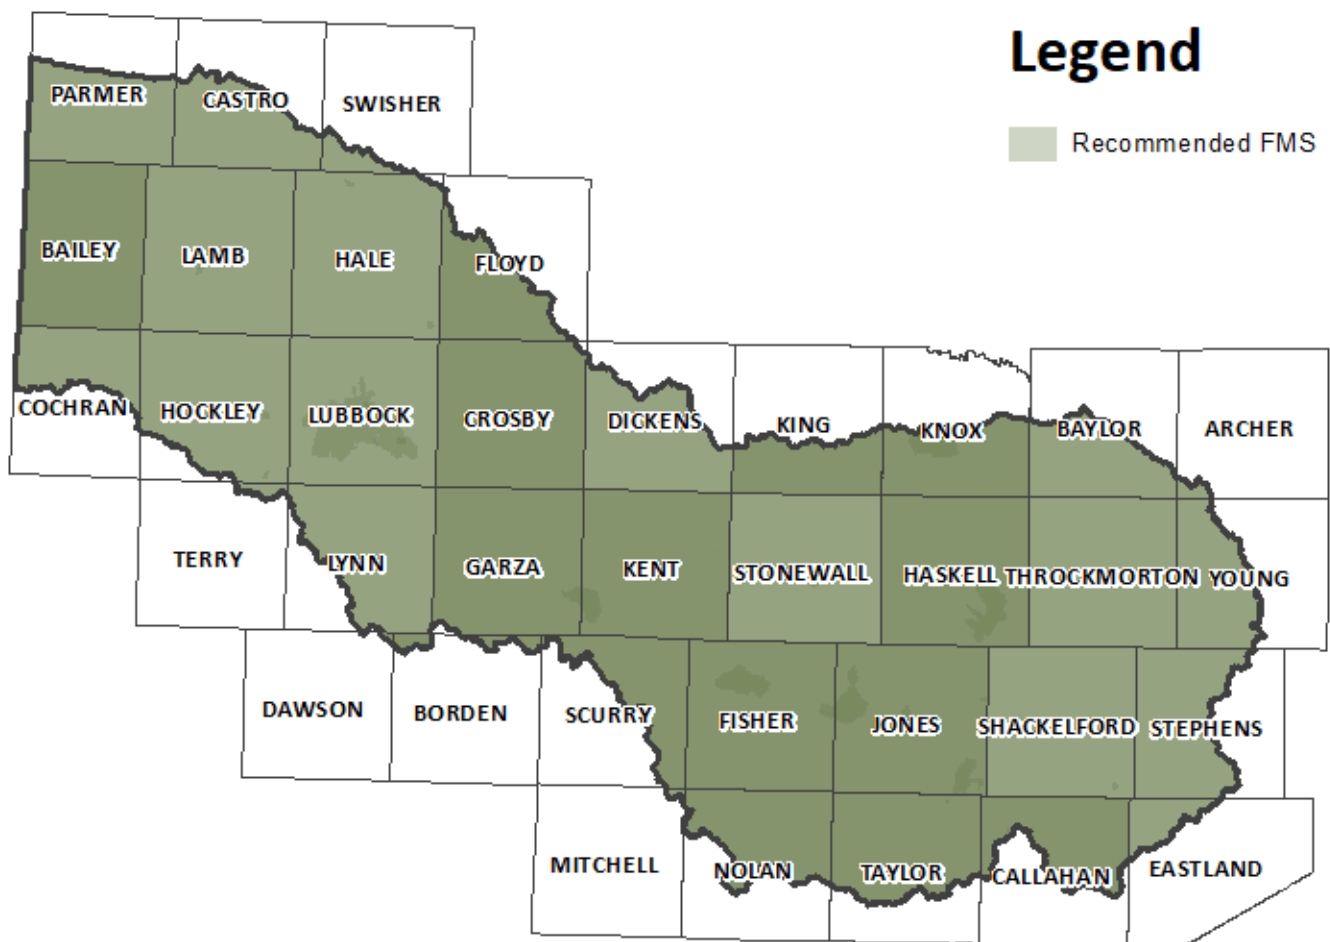 Legend
Recommended FMS
PARMER
CASTRO
SWISHER
BAILEY
LAMB
HALE
FLOYD
COCHRAN
HOCKLEY
LUBBOCK
CROSBY
DICKENS
KING
KNOX
BAYLOR
ARCHER
TERRY
LYNN
GARZA
KENT
STONEWALL
HASKELL
THROCKMORTON
YOUNG
DAWSON
BORDEN
SCURRY
FISHER
JONES
SHACKELFORD
STEPHENS
MITCHELL
NOLAN
TAYLOR
CALLAHAN
EASTLAND